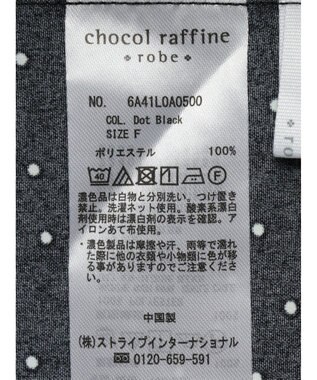 chocol raffine
• robe •
NO. 6A41L0A0500
COL. Dot Black
SIZE F
ポリエステル 100%
40
F
濃色品は白物と分別洗い。つけ置き
禁止。洗濯ネット使用。酸素系漂白
剤使用時は漂白剤の表示を確認。ア
イロンあて布使用。
・濃色製品は摩擦や汗、雨等で濡れ
た際に他の衣類や小物類に色が移
る事がありますのでご注意くださ
い。
中国製
(株)ストライプインターナショナル
0120-659-591